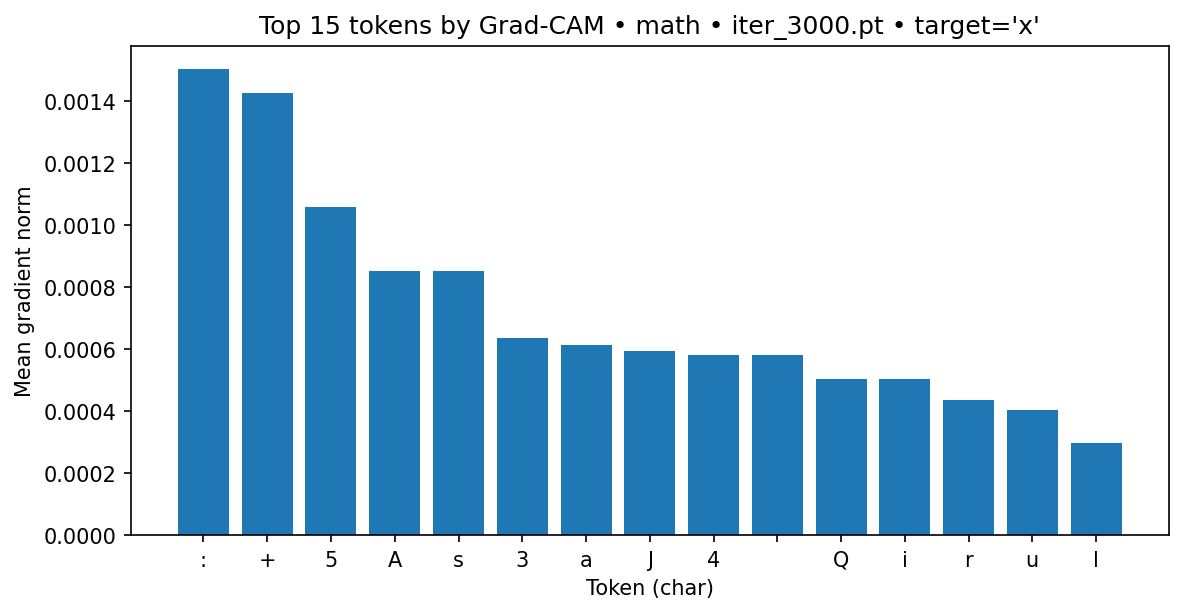 Top 15 tokens by Grad-CAM • math • iter_3000.pt • target='x'
Mean gradient norm
0.0014
0.0012
0.0010
0.0008
0.0006
0.0004
0.0002
0.0000
: + 5 A s 3 a J 4 Q i r u l
Token (char)